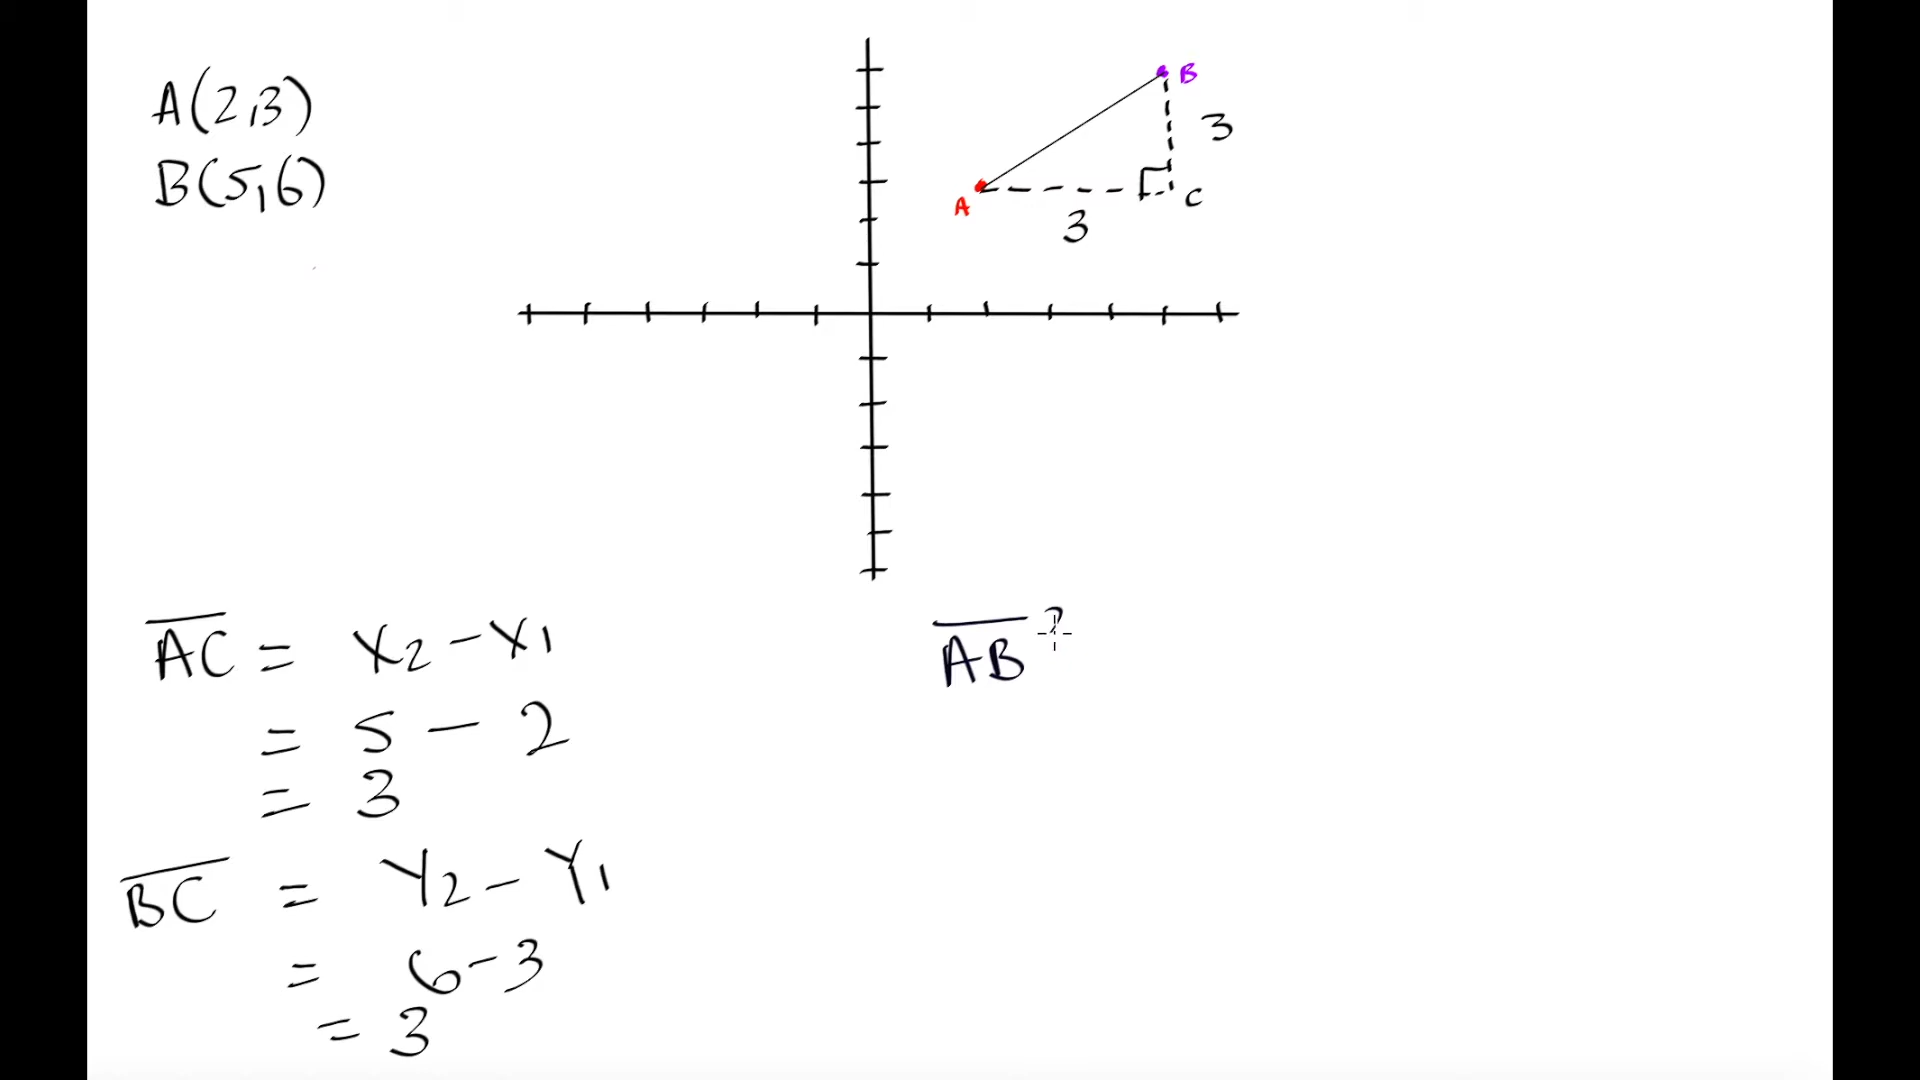 A(2,3)
B(5,6)
B
3
A
C
3
AC = X2 - X1
= 5 - 2
= 3
BC = Y2 - Y1
= 6 - 3
= 3
AB